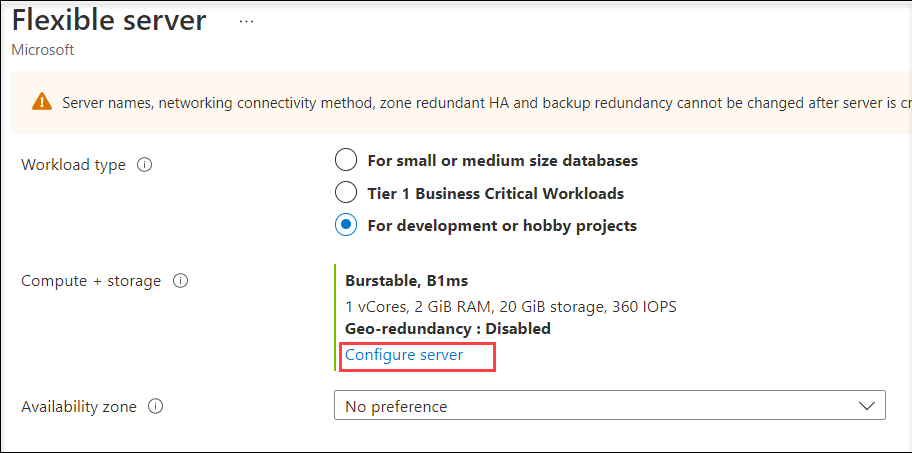 Flexible server ...
Microsoft
Server names, networking connectivity method, zone redundant HA and backup redundancy cannot be changed after server is cr
Workload type
For small or medium size databases
Tier 1 Business Critical Workloads
For development or hobby projects
Compute + storage
Burstable, B1ms
1 vCores, 2 GiB RAM, 20 GiB storage, 360 IOPS
Geo-redundancy : Disabled
Configure server
Availability zone
No preference